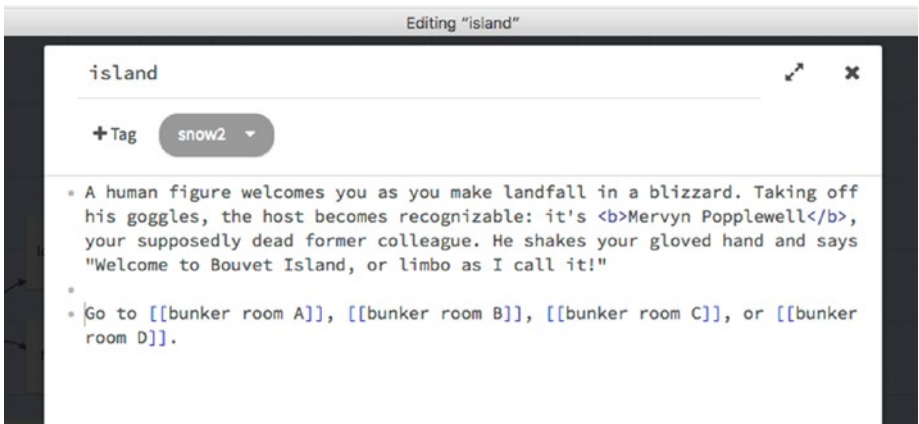 Editing “island”
island
+ Tag snow2
A human figure welcomes you as you make landfall in a blizzard. Taking off
his goggles, the host becomes recognizable: it's <b>Mervyn Popplewell</b>,
your supposedly dead former colleague. He shakes your gloved hand and says
"Welcome to Bouvet Island, or limbo as I call it!"
Go to [[bunker room A]], [[bunker room B]], [[bunker room C]], or [[bunker
room D]].